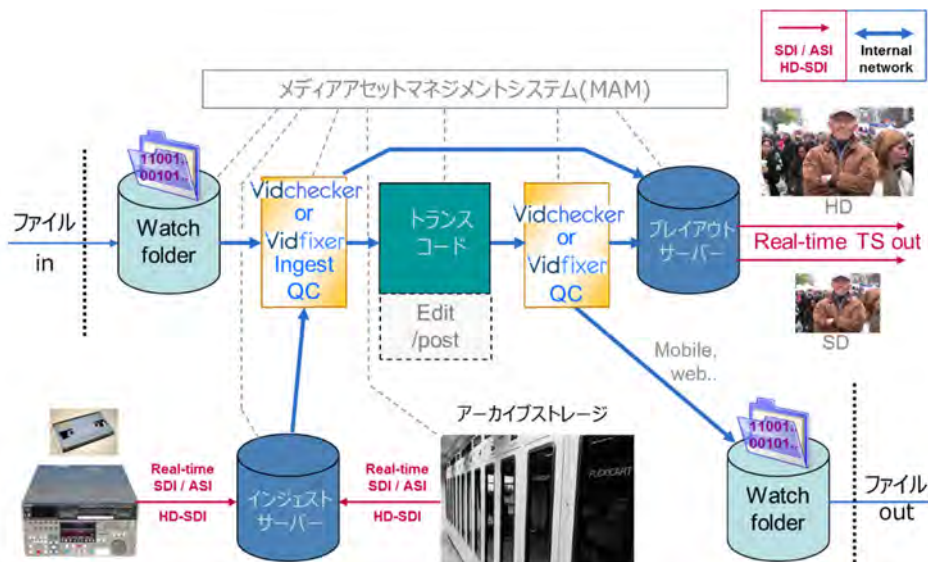 SDI / ASI
HD-SDI
Internal
network
メディアアセットマネジメントシステム(MAM)
11001..
00101..
ファイル
in
Watch
folder
Vidchecker
or
Vidfixer
Ingest
QC
トランス
コード
Edit
/post
Vidchecker
or
Vidfixer
QC
プレイアウト
サーバー
HD
Real-time TS out
SD
Mobile,
web..
アーカイブストレージ
Real-time
SDI / ASI
HD-SDI
インジェスト
サーバー
Real-time
SDI / ASI
HD-SDI
FLEXICART
11001..
00101..
Watch
folder
ファイル
out